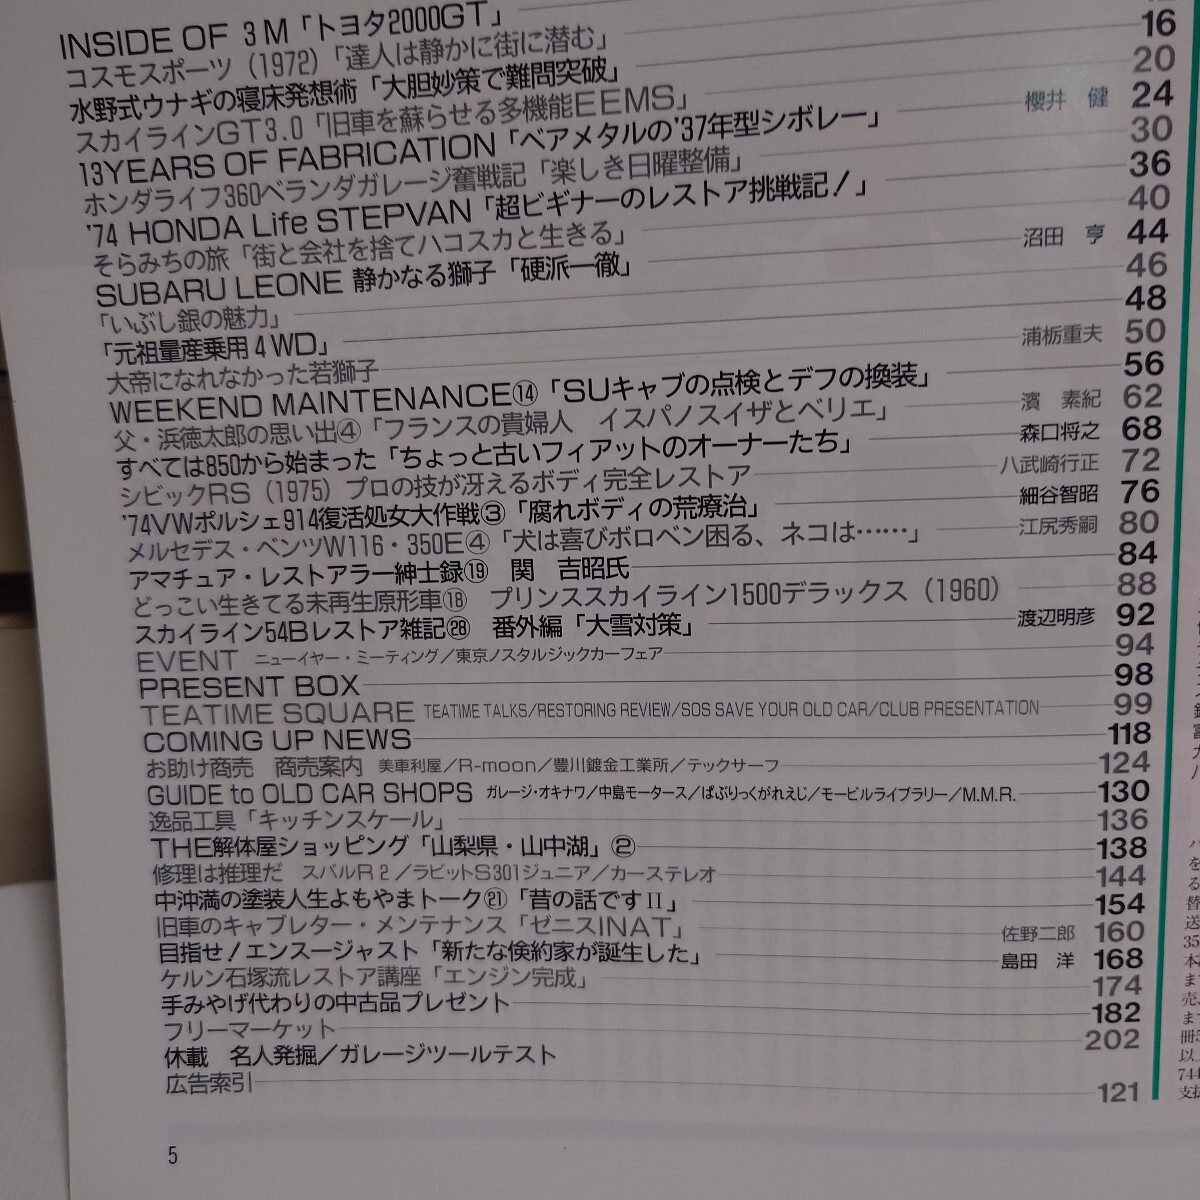 INSIDE OF 3M「トヨタ2000GT」
コスモスポーツ（1972）「達人は静かに街に潜む」
水野式ウナギの寝床発想術「大胆妙策で難問突破」 16
スカイラインGT3.0「旧車を蘇らせる多機能EEMS」 20
13YEARS OF FABRICATION「ベアメタルの'37年型シボレー」 櫻井　健 24
ホンダライフ360ベランダガレージ奮戦記「楽しき日曜整備」 30
'74 HONDA Life STEPVAN「超ビギナーのレストア挑戦記！」 36
そらみちの旅「街と会社を捨てハコスカと生きる」 40
SUBARU LEONE 静かなる獅子「硬派一徹」 沼田　亨 44
「いぶし銀の魅力」 46
「元祖量産乗用4WD」 48
大帝になれなかった若獅子 浦栃重夫 50
WEEKEND MAINTENANCE⑭「SUキャブの点検とデフの換装」 56
父・浜徳太郎の思い出④「フランスの貴婦人　イスパノスイザとベリエ」 濱　素紀 62
すべては850から始まった「ちょっと古いフィアットのオーナーたち」 森口将之 68
シビックRS（1975）プロの技が冴えるボディ完全レストア 八武崎行正 72
'74VWポルシェ914復活処女大作戦③「腐れボディの荒療治」 細谷智昭 76
メルセデス・ベンツW116・350E④「犬は喜びボロベン困る、ネコは……」 江尻秀嗣 80
アマチュア・レストアラー紳士録⑲　関　吉昭氏 84
どっこい生きてる未再生原形車⑱　プリンススカイライン1500デラックス（1960） 88
スカイライン54Bレストア雑記㉘　番外編「大雪対策」 渡辺明彦 92
EVENT ニューイヤー・ミーティング／東京ノスタルジックカーフェア 94
PRESENT BOX 98
TEATIME SQUARE TEATIME TALKS/RESTORING REVIEW/SOS SAVE YOUR OLD CAR/CLUB PRESENTATION 99
COMING UP NEWS 118
お助け商売　商売案内 美車利屋／R-moon／豊川鍍金工業所／テックサーフ 124
GUIDE to OLD CAR SHOPS ガレージ・オキナワ／中島モータース／ぱぶりっくがれえじ／モービルライブラリー／M.M.R. 130
逸品工具「キッチンスケール」 136
THE解体屋ショッピング「山梨県・山中湖」② 138
修理は推理だ スバルR2／ラビットS301ジュニア／カーステレオ 144
中沖満の塗装人生よもやまトーク㉑「昔の話ですII」 154
旧車のキャブレター・メンテナンス「ゼニスINAT」 佐野二郎 160
目指せ！エンスージャスト「新たな倹約家が誕生した」 島田　洋 168
ケルン石塚流レストア講座「エンジン完成」 174
手みやげ代わりの中古品プレゼント 182
フリーマーケット 202
休載　名人発掘／ガレージツールテスト
広告索引 121
5